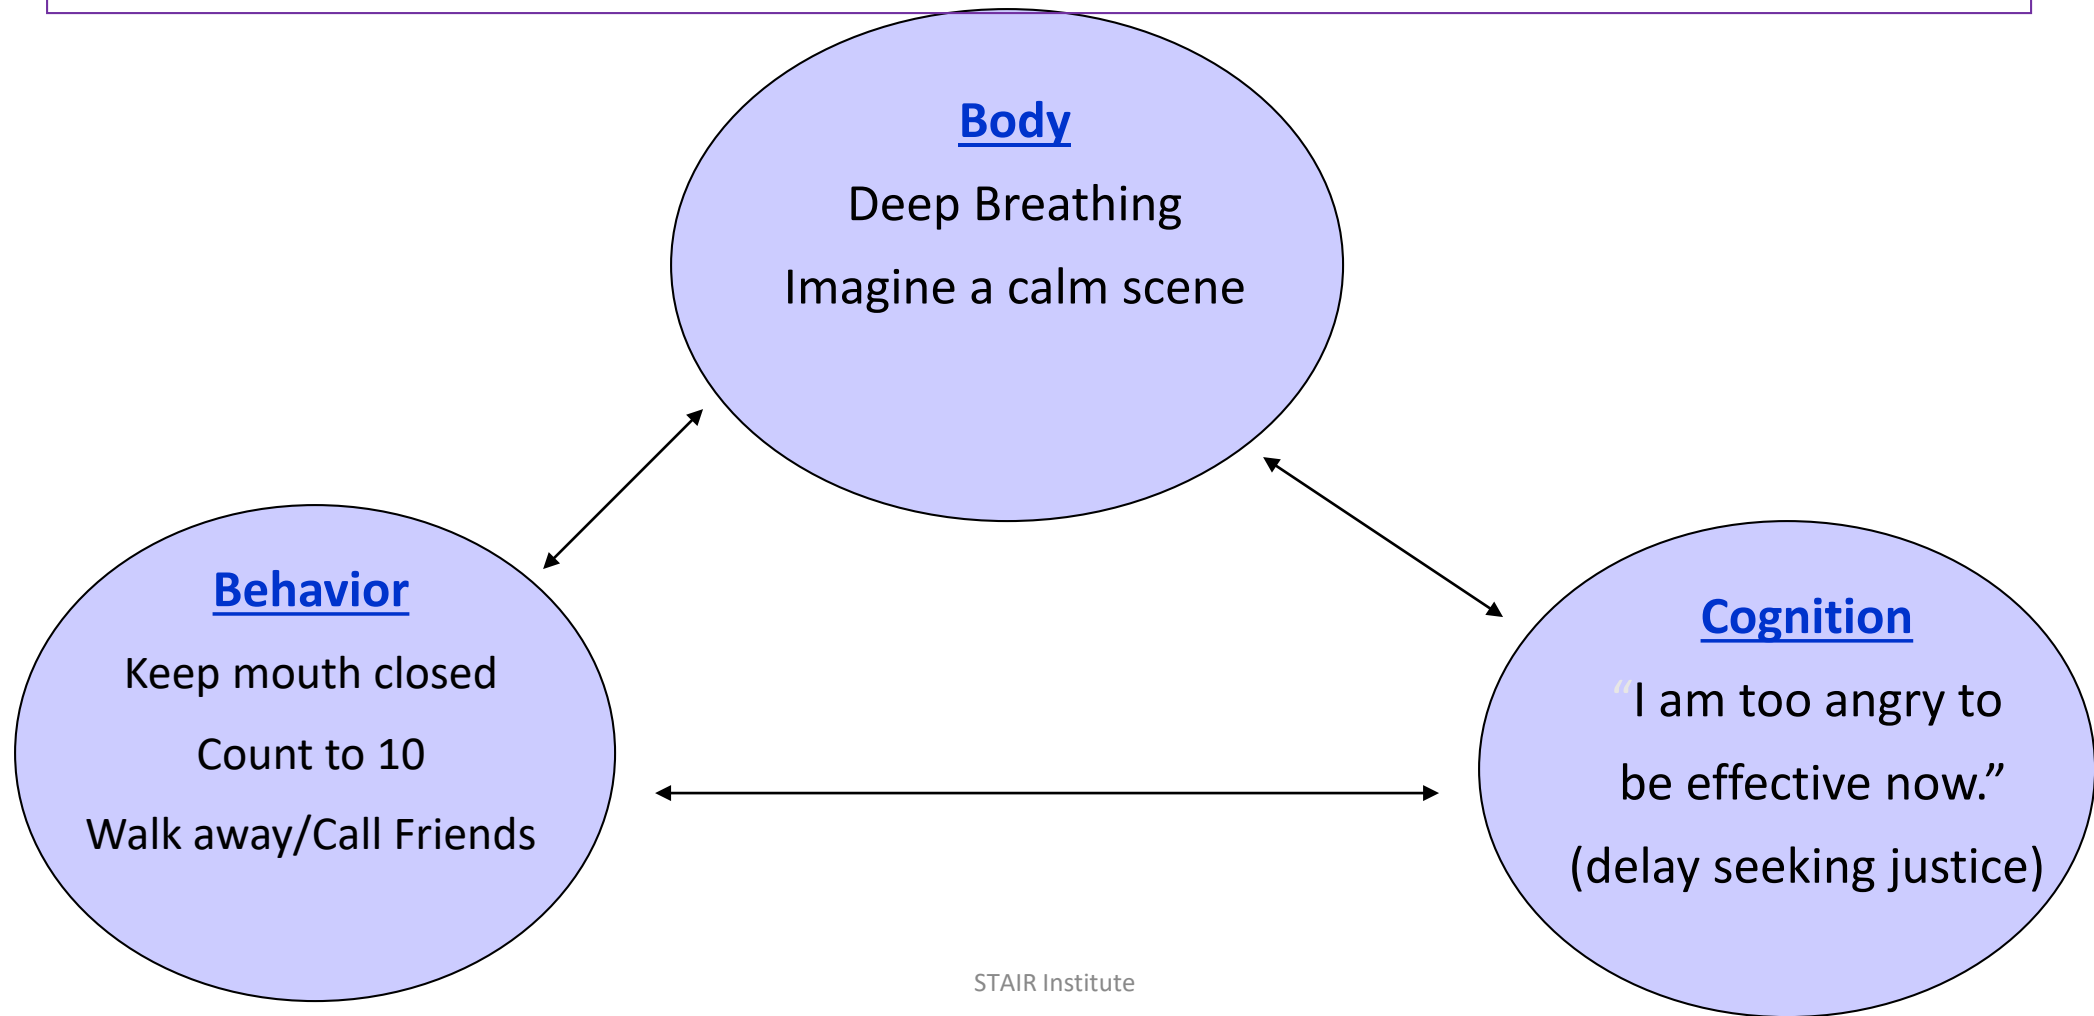 Body
Deep Breathing
Imagine a calm scene
Behavior
Keep mouth closed
Count to 10
Walk away/Call Friends
Cognition
“I am too angry to
be effective now.”
(delay seeking justice)
STAIR Institute